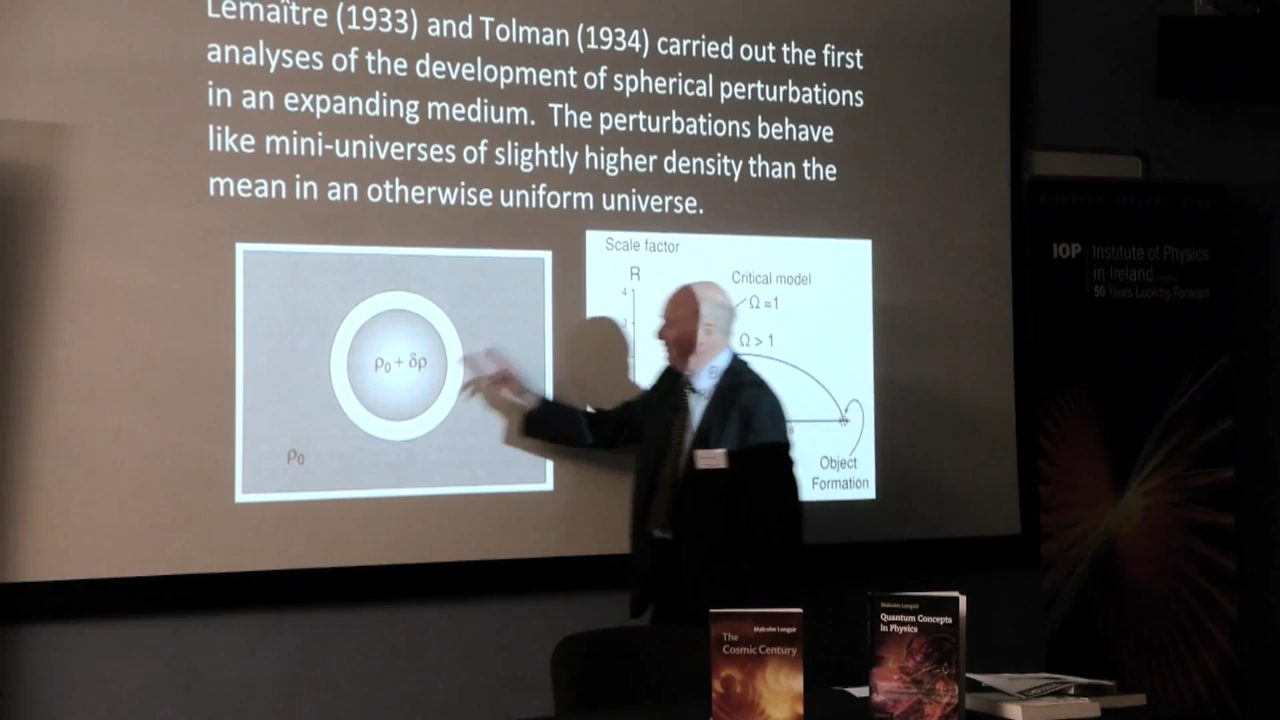 Lemaître (1933) and Tolman (1934) carried out the first
analyses of the development of spherical perturbations
in an expanding medium. The perturbations behave
like mini-universes of slightly higher density than the
mean in an otherwise uniform universe.
ρ₀ + δρ
ρ₀
Scale factor
R
4
3
Critical model
Ω = 1
Ω > 1
Object
Formation
IOP Institute of Physics
in Ireland
50 Years Looking Forward
Malcolm Longair
The
Cosmic Century
Malcolm Longair
Quantum Concepts
in Physics